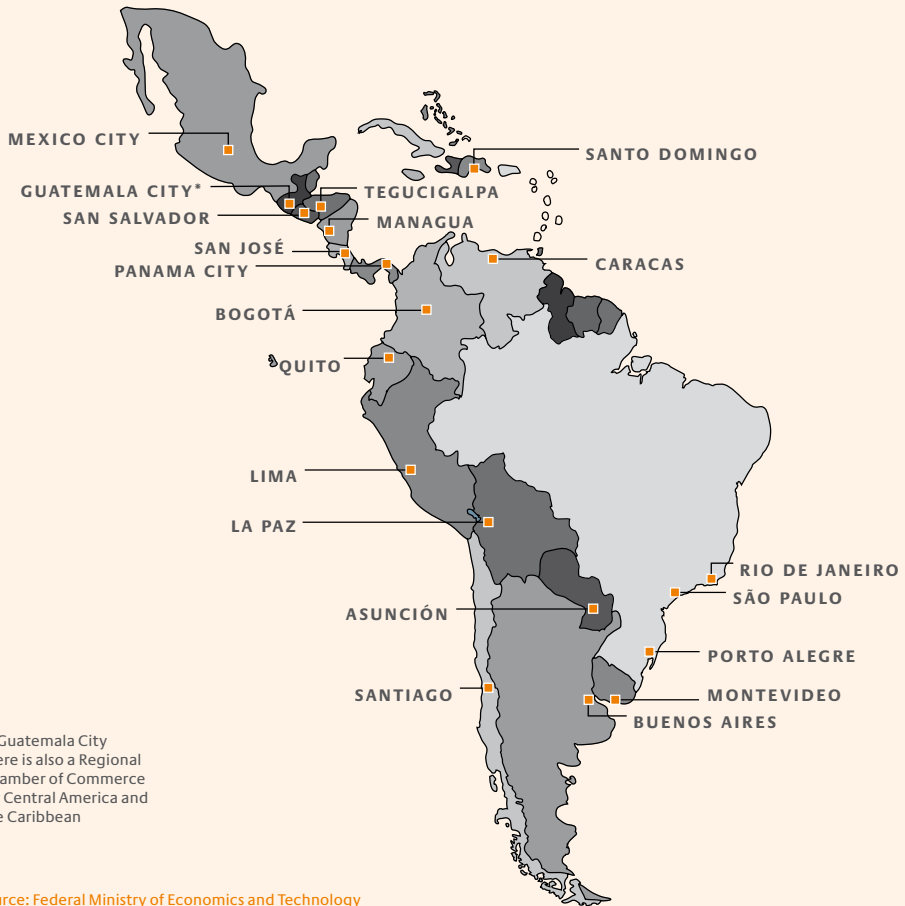 MEXICO CITY
SANTO DOMINGO
GUATEMALA CITY*
TEGUCIGALPA
SAN SALVADOR
MANAGUA
SAN JOSÉ
PANAMA CITY
CARACAS
BOGOTÁ
QUITO
LIMA
LA PAZ
RIO DE JANEIRO
SÃO PAULO
ASUNCIÓN
PORTO ALEGRE
SANTIAGO
MONTEVIDEO
BUENOS AIRES
Guatemala City
ere is also a Regional
amber of Commerce
Central America and
e Caribbean
urce: Federal Ministry of Economics and Technology